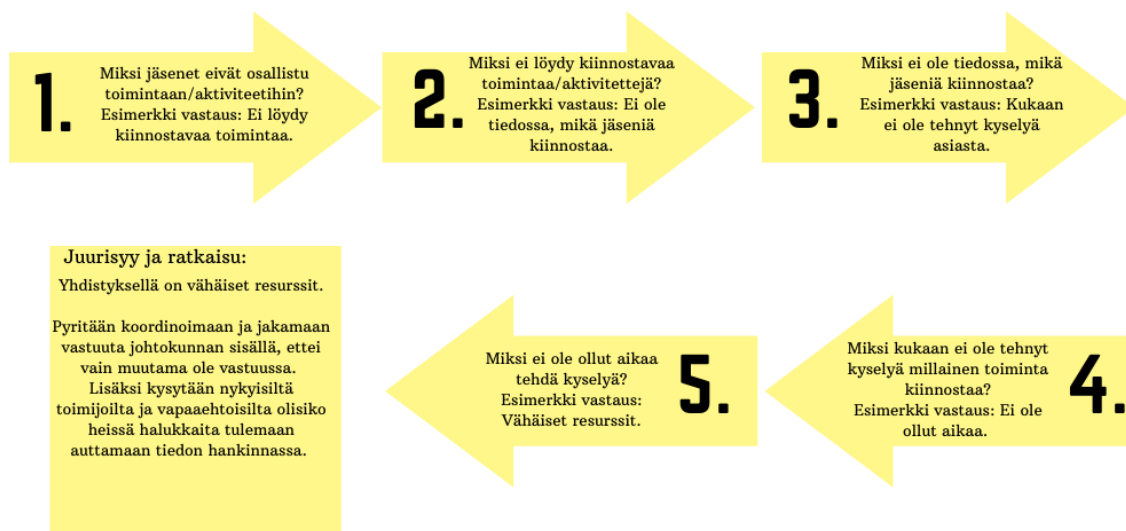 1.
Miksi jäsenet eivät osallistu
toimintaan/aktiviteetihin?
Esimerkki vastaus: Ei löydy
kiinnostavaa toimintaa.
2.
Miksi ei löydy kiinnostavaa
toimintaa/aktivitettejä?
Esimerkki vastaus: Ei ole
tiedossa, mikä jäseniä
kiinnostaa.
3.
Miksi ei ole tiedossa, mikä
jäseniä kiinnostaa?
Esimerkki vastaus: Kukaan
ei ole tehnyt kyselyä
asiasta.
4.
Miksi kukaan ei ole tehnyt
kyselyä millainen toiminta
kiinnostaa?
Esimerkki vastaus: Ei ole
ollut aikaa.
5.
Miksi ei ole ollut aikaa
tehdä kyselyä?
Esimerkki vastaus:
Vähäiset resurssit.
Juurisyy ja ratkaisu:
Yhdistyksellä on vähäiset resurssit.
Pyritään koordinoimaan ja jakamaan
vastuuta johtokunnan sisällä, ettei
vain muutama ole vastuussa.
Lisäksi kysytään nykyisiltä
toimijoilta ja vapaaehtoisilta olisiko
heissä halukkaita tulemaan
auttamaan tiedon hankinnassa.